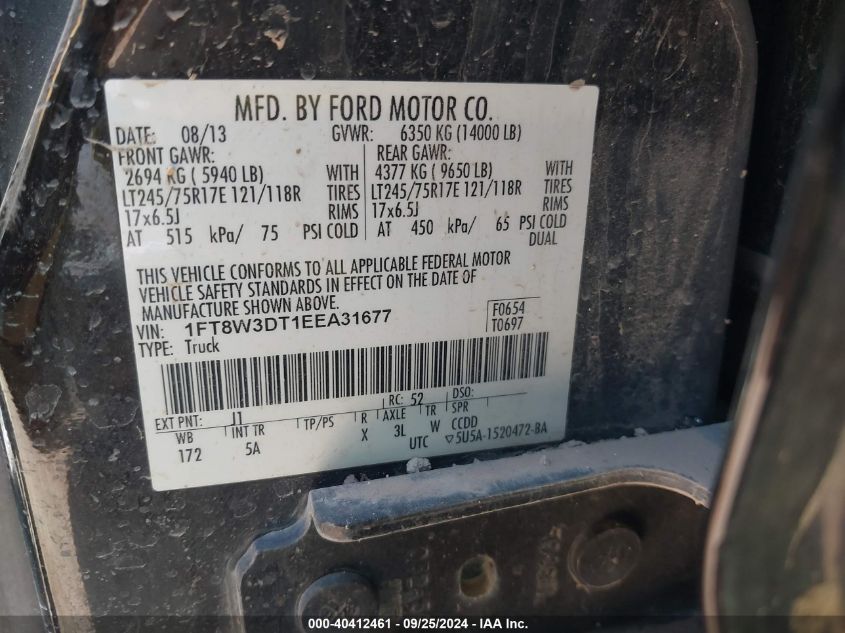 MFD. BY FORD MOTOR CO.
DATE: 08/13 GVWR: 6350 KG (14000 LB)
FRONT GAWR: REAR GAWR:
2694 KG ( 5940 LB) WITH 4377 KG ( 9650 LB) WITH
LT245/75R17E 121/118R TIRES LT245/75R17E 121/118R TIRES
17x6.5J RIMS 17x6.5J RIMS
AT 515 kPa/ 75 PSI COLD AT 450 kPa/ 65 PSI COLD
DUAL
THIS VEHICLE CONFORMS TO ALL APPLICABLE FEDERAL MOTOR
VEHICLE SAFETY STANDARDS IN EFFECT ON THE DATE OF
MANUFACTURE SHOWN ABOVE.
VIN: 1FT8W3DT1EEA31677 F0654
TYPE: Truck T0697
EXT PNT: J1 RC: 52 DSO:
WB INT TR TP/PS R AXLE TR SPR
172 5A X 3L W CCDD
UTC ▽5U5A-1520472-BA
000-40412461 - 09/25/2024 - IAA, Inc.